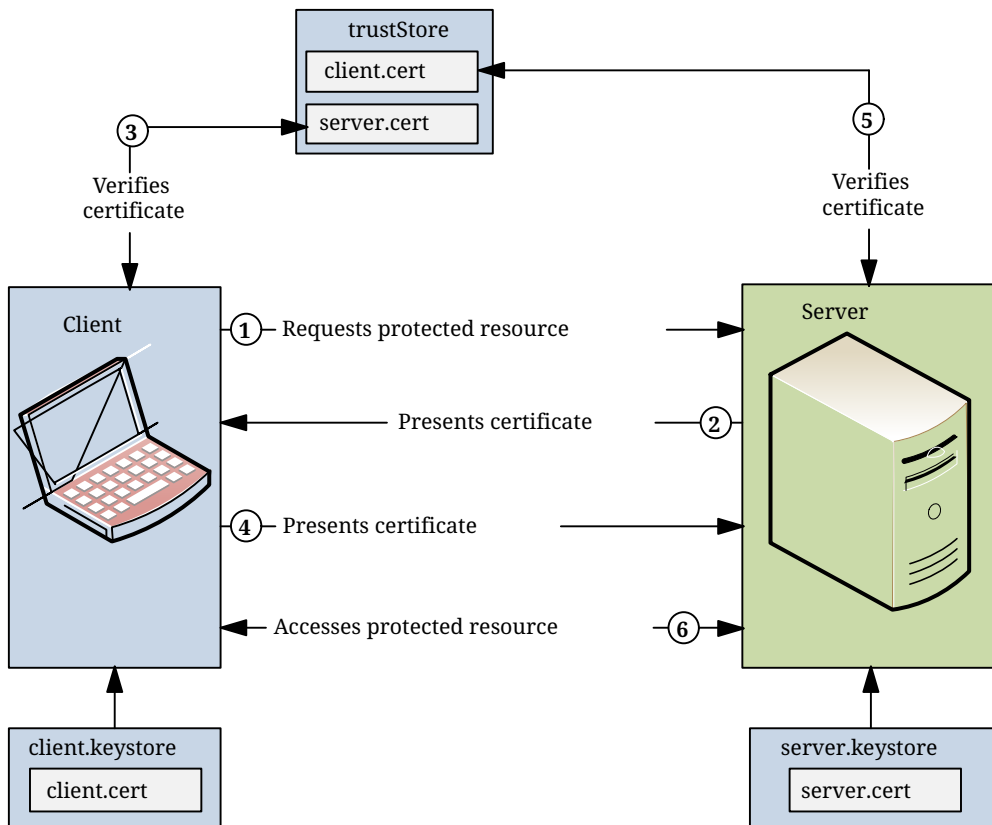 trustStore
client.cert
server.cert
3
5
Verifies
certificate
Verifies
certificate
Client
Server
1 Requests protected resource
Presents certificate 2
4 Presents certificate
Accesses protected resource 6
client.keystore
client.cert
server.keystore
server.cert